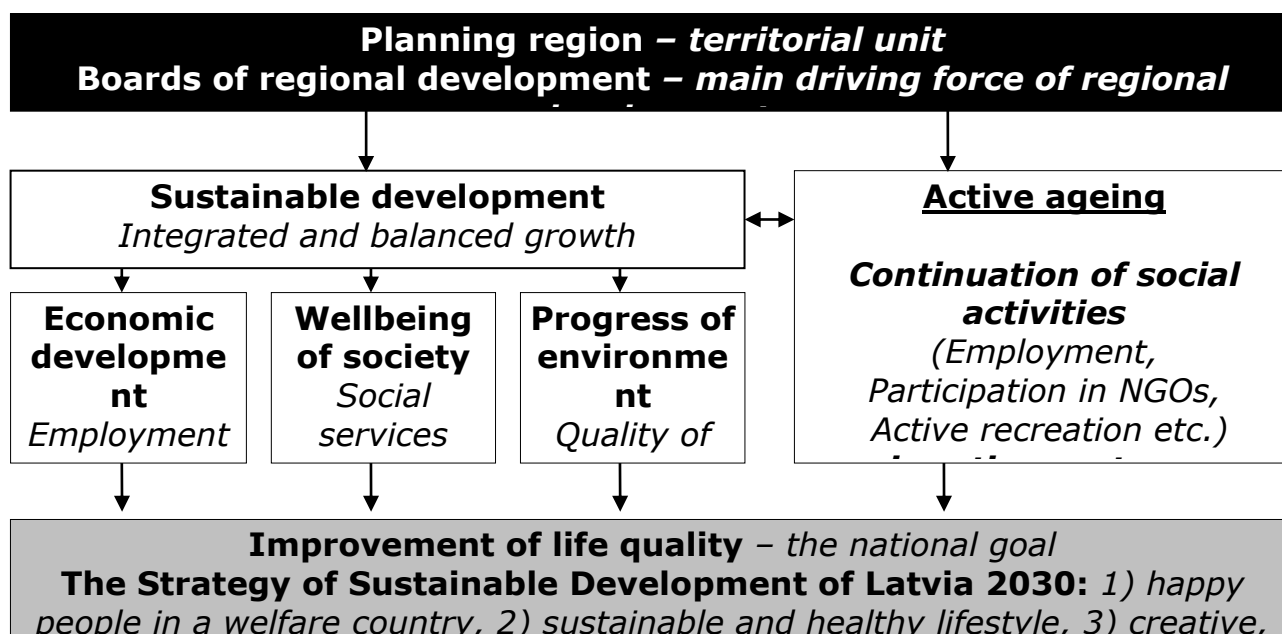 Planning region – territorial unit
Boards of regional development – main driving force of regional
Sustainable development
Integrated and balanced growth
Active ageing
Continuation of social
activities
(Employment,
Participation in NGOs,
Active recreation etc.)
Economic
developme
nt
Employment
Wellbeing
of society
Social
services
Progress of
environme
nt
Quality of
Improvement of life quality – the national goal
The Strategy of Sustainable Development of Latvia 2030: 1) happy
people in a welfare country, 2) sustainable and healthy lifestyle, 3) creative,